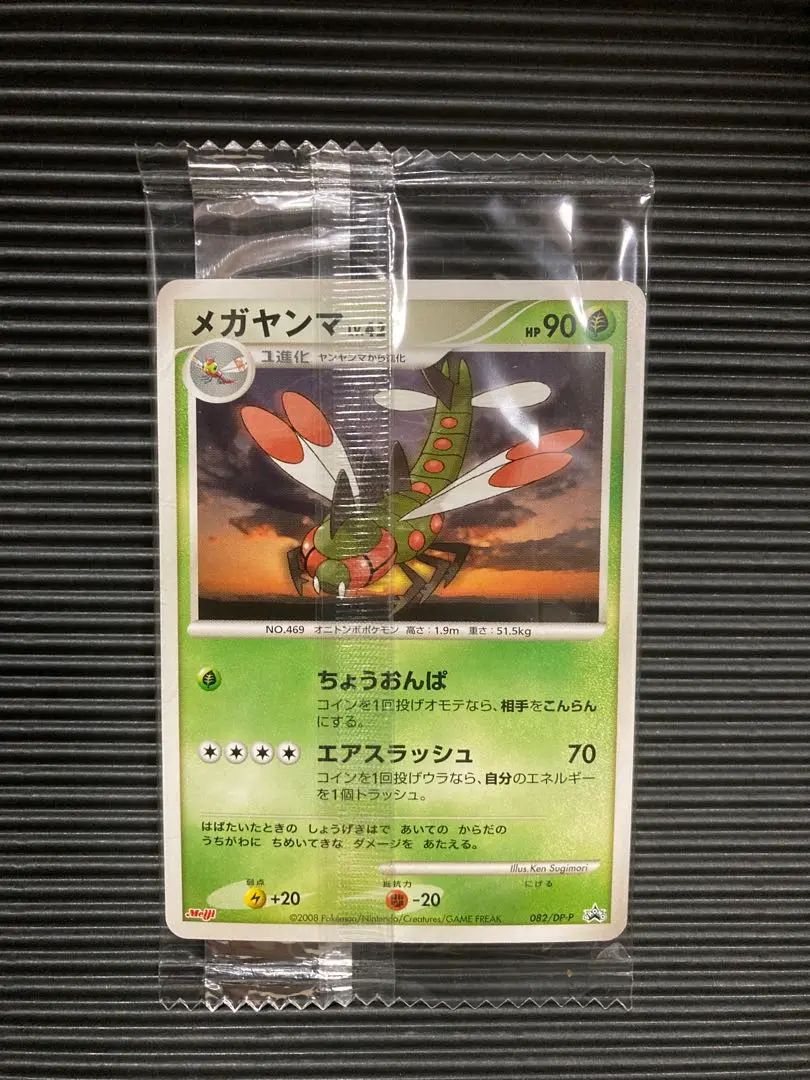 メガヤンマ LV.42 HP 90
1進化 ヤンヤンマから進化
NO.469 オニトンボポケモン 高さ:1.9m 重さ:51.5kg
ちょうおんぱ
コインを1回投げオモテなら、相手をこんらん
にする。
エアスラッシュ 70
コインを1回投げウラなら、自分のエネルギー
を1個トラッシュ。
はばたいたときの しょうげきはで あいての からだの
うちがわに ちめいてきな ダメージを あたえる。
Illus. Ken Sugimori
弱点 抵抗力 にげる
+20 -20
Meiji ©2008 Pokémon/Nintendo/Creatures/GAME FREAK 082/DP-P